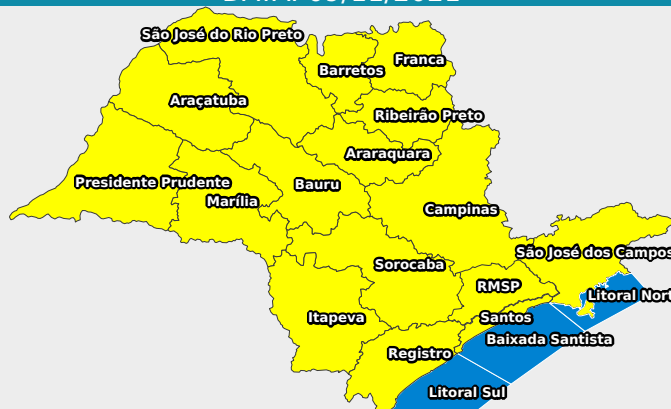 São José do Rio Preto
Franca
Barretos
Araçatuba
Ribeirão Preto
Araraquara
Presidente Prudente
Bauru
Marília
Campinas
São José dos Campos
Sorocaba
RMSP
Litoral Nort
Itapeva
Santos
Baixada Santista
Registro
Litoral Sul